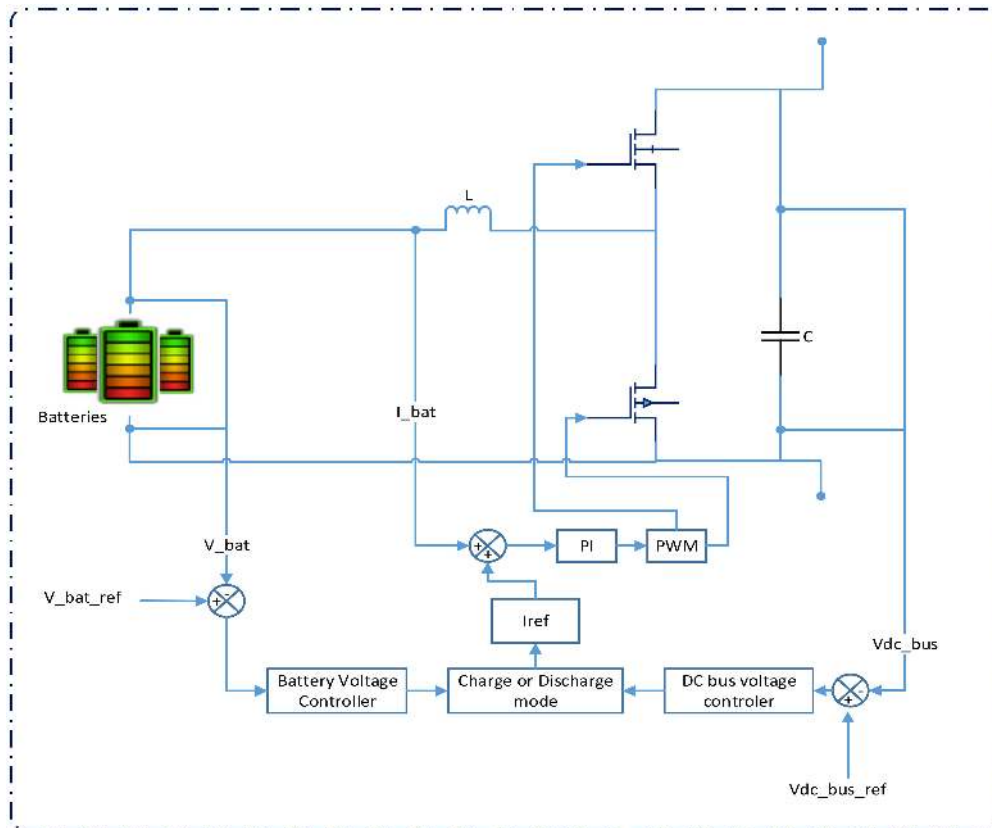 L
C
Batteries
I_bat
V_bat
+
+
PI
PWM
V_bat_ref
+
-
Iref
Vdc_bus
Battery Voltage
Controller
Charge or Discharge
mode
DC bus voltage
controler
+
-
Vdc_bus_ref